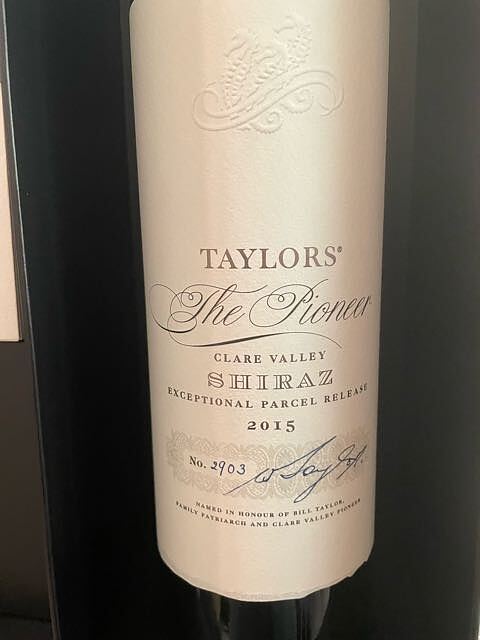 TAYLORS®
The Pioneer
CLARE VALLEY
SHIRAZ
EXCEPTIONAL PARCEL RELEASE
2015
No. 2903 W Taylor
NAMED IN HONOUR OF BILL TAYLOR,
FAMILY PATRIARCH AND CLARE VALLEY PIONEER